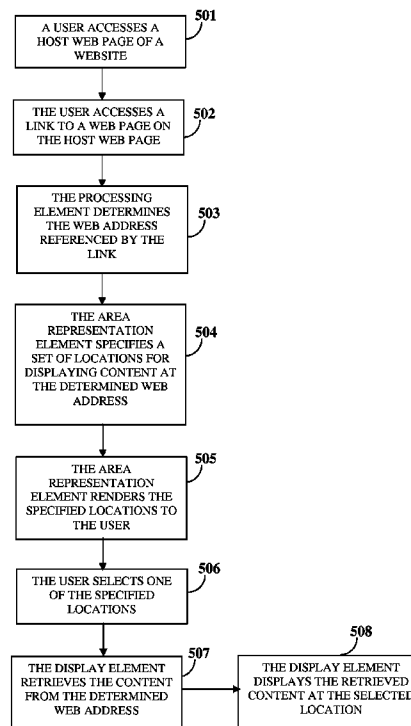 501
A USER ACCESSES A
HOST WEB PAGE OF A
WEBSITE
502
THE USER ACCESSES A
LINK TO A WEB PAGE ON
THE HOST WEB PAGE
503
THE PROCESSING
ELEMENT DETERMINES
THE WEB ADDRESS
REFERENCED BY THE
LINK
504
THE AREA
REPRESENTATION
ELEMENT SPECIFIES A
SET OF LOCATIONS FOR
DISPLAYING CONTENT AT
THE DETERMINED WEB
ADDRESS
505
THE AREA
REPRESENTATION
ELEMENT RENDERS THE
SPECIFIED LOCATIONS TO
THE USER
506
THE USER SELECTS ONE
OF THE SPECIFIED
LOCATIONS
507
THE DISPLAY ELEMENT
RETRIEVES THE CONTENT
FROM THE DETERMINED
WEB ADDRESS
508
THE DISPLAY ELEMENT
DISPLAYS THE RETRIEVED
CONTENT AT THE SELECTED
LOCATION